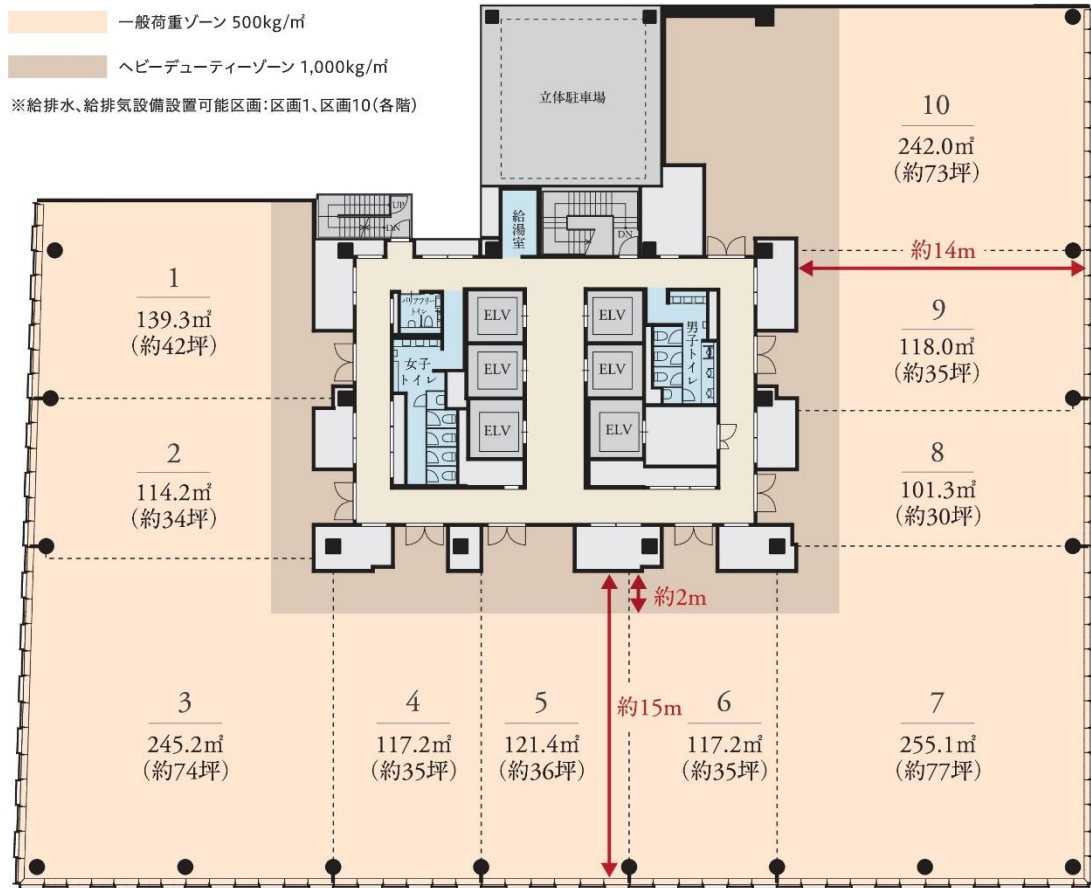 一般荷重ゾーン 500kg/㎡
ヘビーデューティーゾーン 1,000kg/㎡
※給排水、給排気設備設置可能区画:区画1、区画10(各階)
立体駐車場
10
242.0㎡
(約73坪)
UP
DN
給湯室
DN
約14m
1
139.3㎡
(約42坪)
バリアフリー
トイレ
ELV
ELV
男子トイレ
9
118.0㎡
(約35坪)
女子
トイレ
ELV
ELV
ELV
ELV
2
114.2㎡
(約34坪)
8
101.3㎡
(約30坪)
約2m
約15m
3
245.2㎡
(約74坪)
4
117.2㎡
(約35坪)
5
121.4㎡
(約36坪)
6
117.2㎡
(約35坪)
7
255.1㎡
(約77坪)